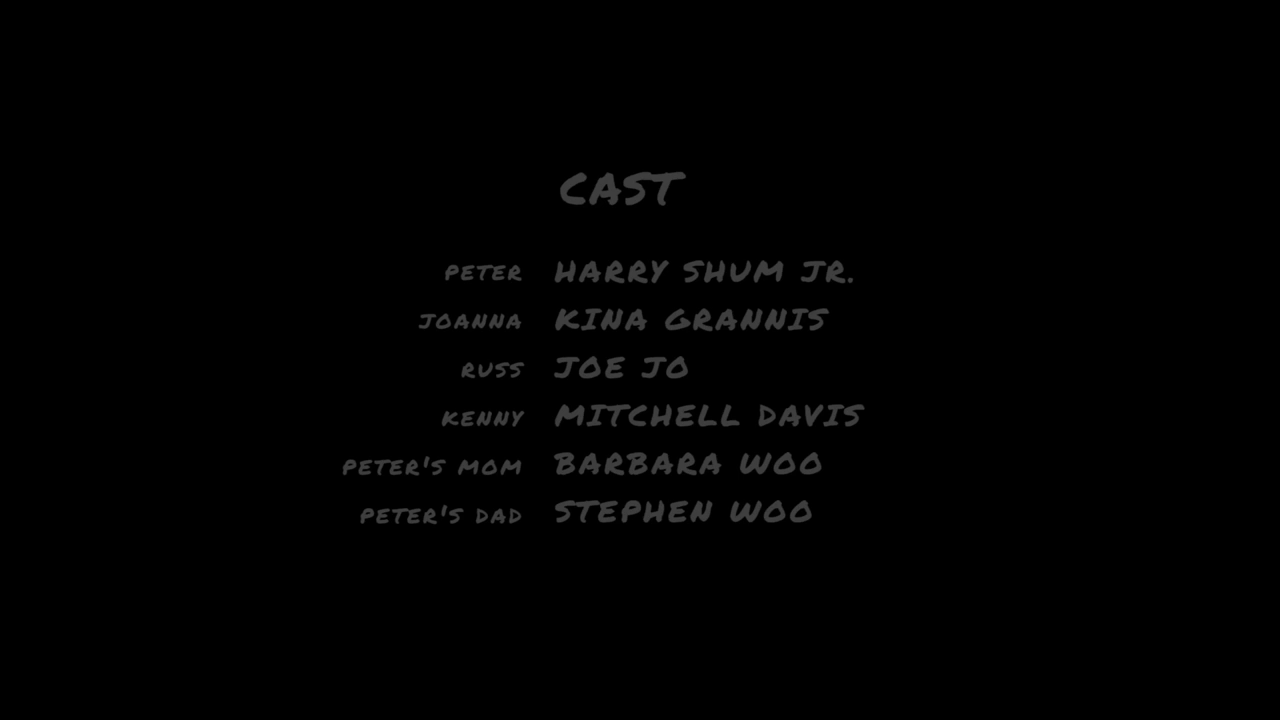 CAST
PETER HARRY SHUM JR.
JOANNA KINA GRANNIS
RUSS JOE JO
KENNY MITCHELL DAVIS
PETER'S MOM BARBARA WOO
PETER'S DAD STEPHEN WOO